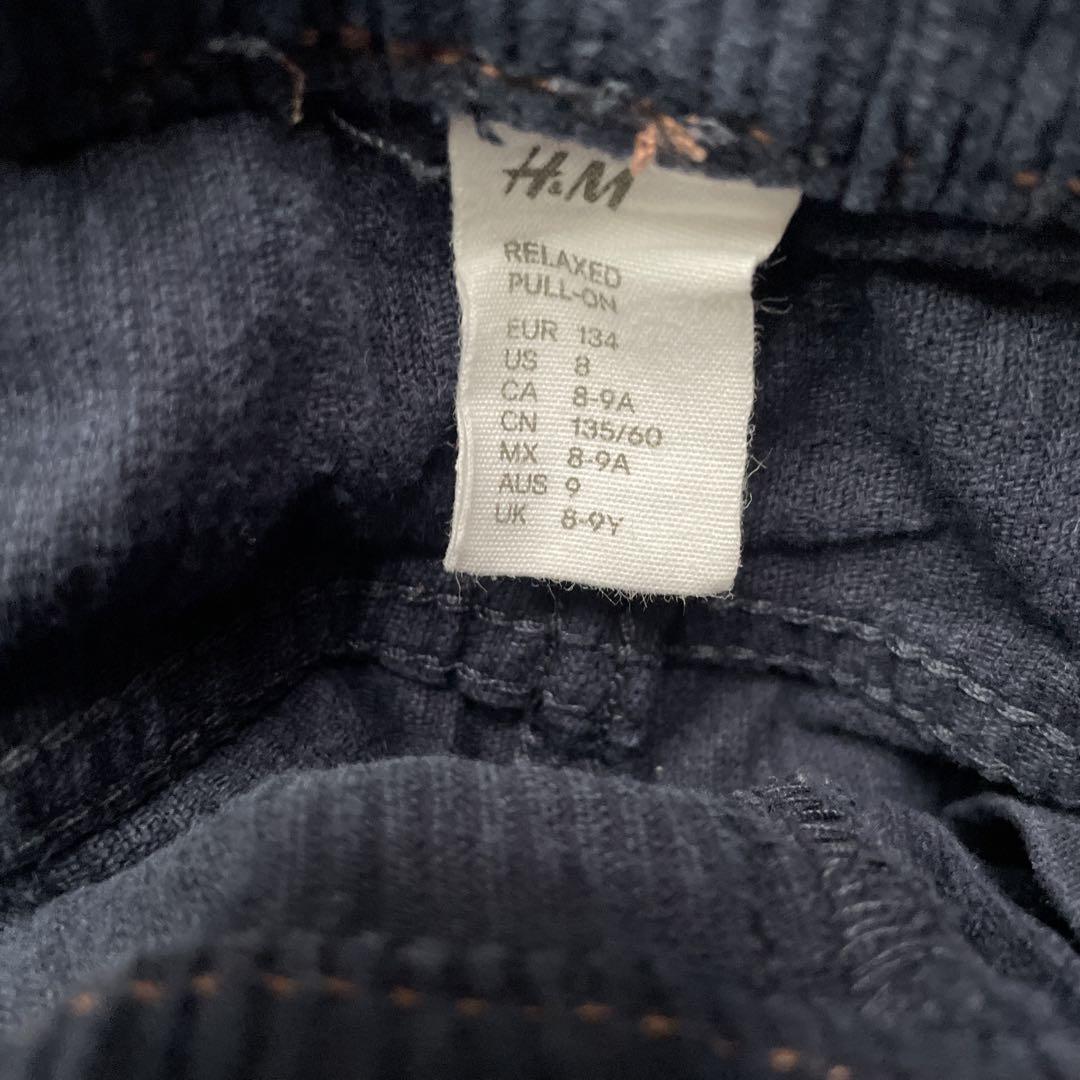 H&M
RELAXED
PULL-ON
EUR 134
US 8
CA 8-9A
CN 135/60
MX 8-9A
AUS 9
UK 8-9Y